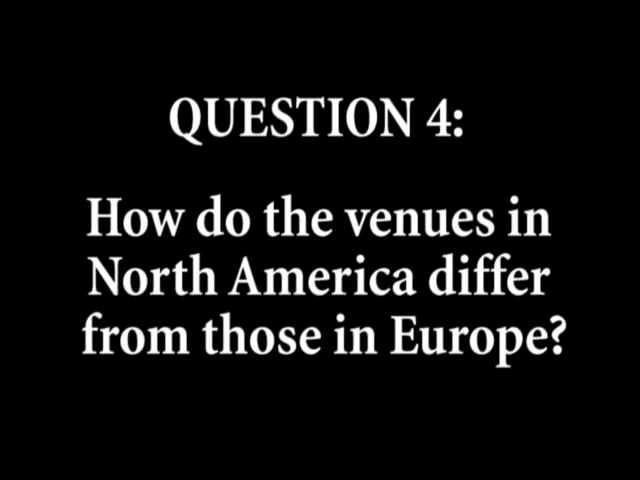 QUESTION 4:
How do the venues in
North America differ
from those in Europe?